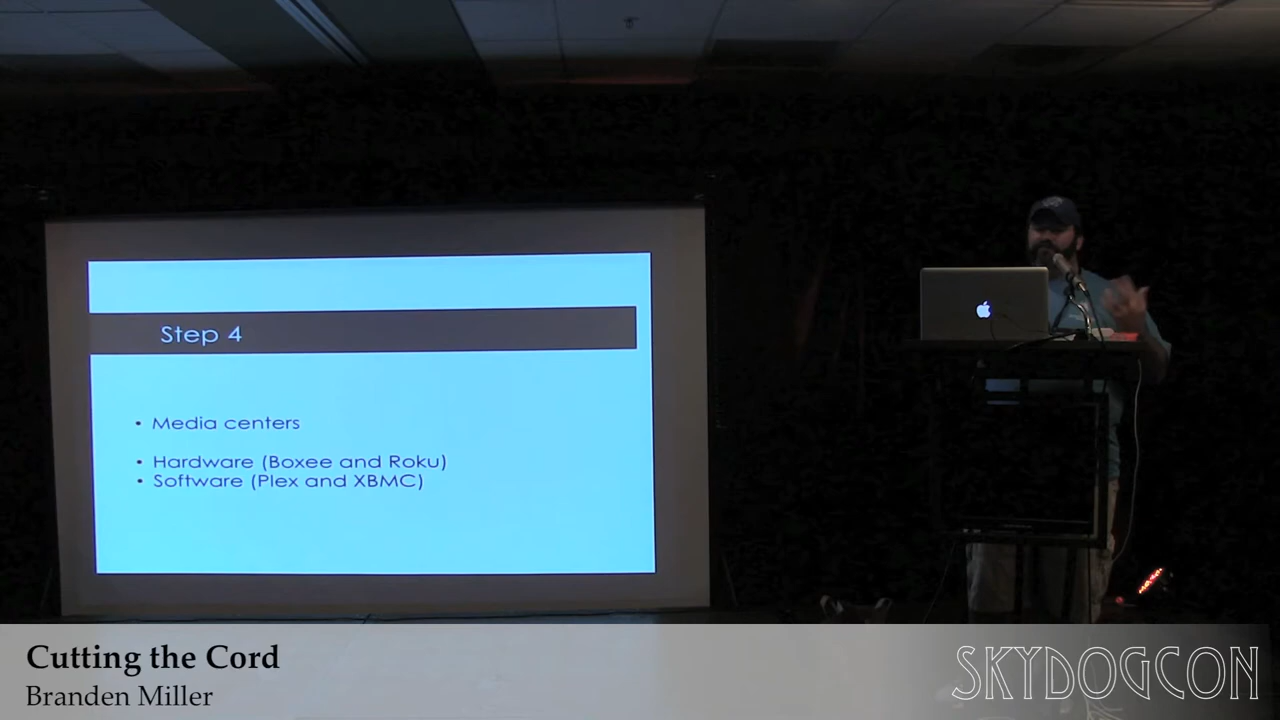 Step 4
• Media centers
• Hardware (Boxee and Roku)
• Software (Plex and XBMC)
Cutting the Cord
Branden Miller
SKYDOGCON